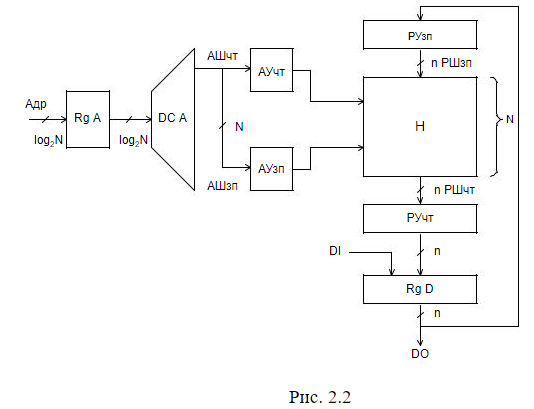 РУзп
n РШзп
АШчт
АУчт
Адр
Rg A
log2N
log2N
DC A
N
Н
N
АУзп
АШзп
n РШчт
РУчт
DI
n
Rg D
n
DO
Рис. 2.2